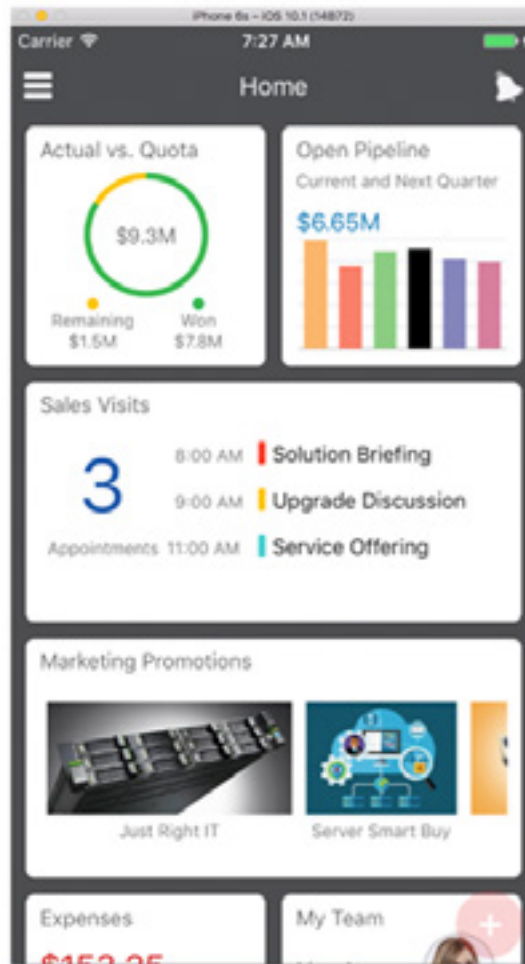 iPhone 6s – iOS 10.1 (14B72)
Carrier
7:27 AM
Home
Actual vs. Quota
$9.3M
Remaining
$1.5M
Won
$7.8M
Open Pipeline
Current and Next Quarter
$6.65M
Sales Visits
3
Appointments
8:00 AM Solution Briefing
9:00 AM Upgrade Discussion
11:00 AM Service Offering
Marketing Promotions
Just Right IT
Server Smart Buy
Expenses
$153.25
My Team